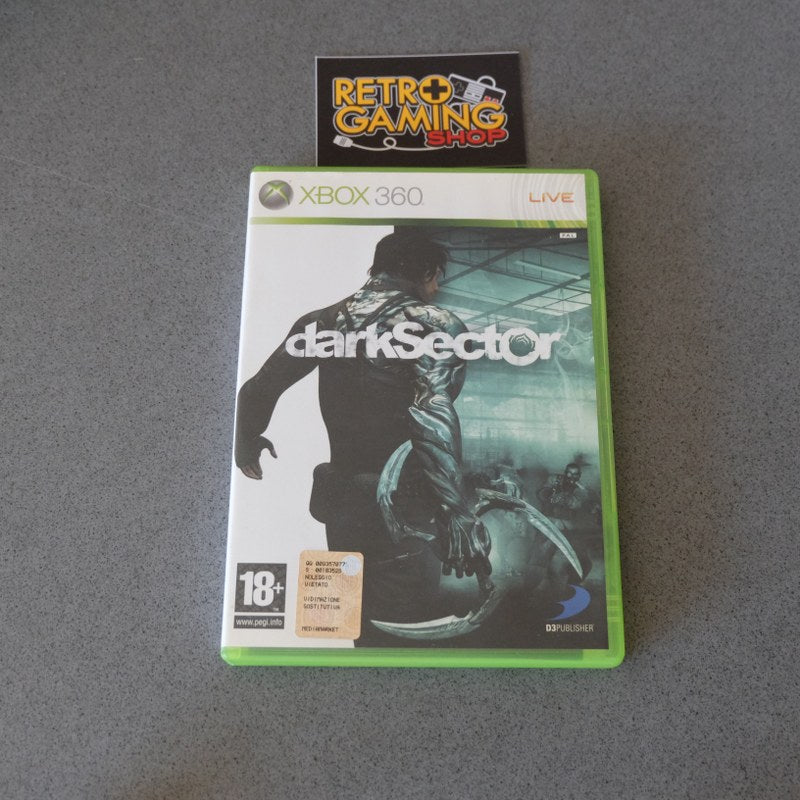 RETRO
GAMING
SHOP
XBOX 360
LIVE
PAL
darkSector
18+
www.pegi.info
NOLEGGIO
VIETATO
VIDIMAZIONE
SOSTITUTIVA
MEDIAMARKET
D3PUBLISHER